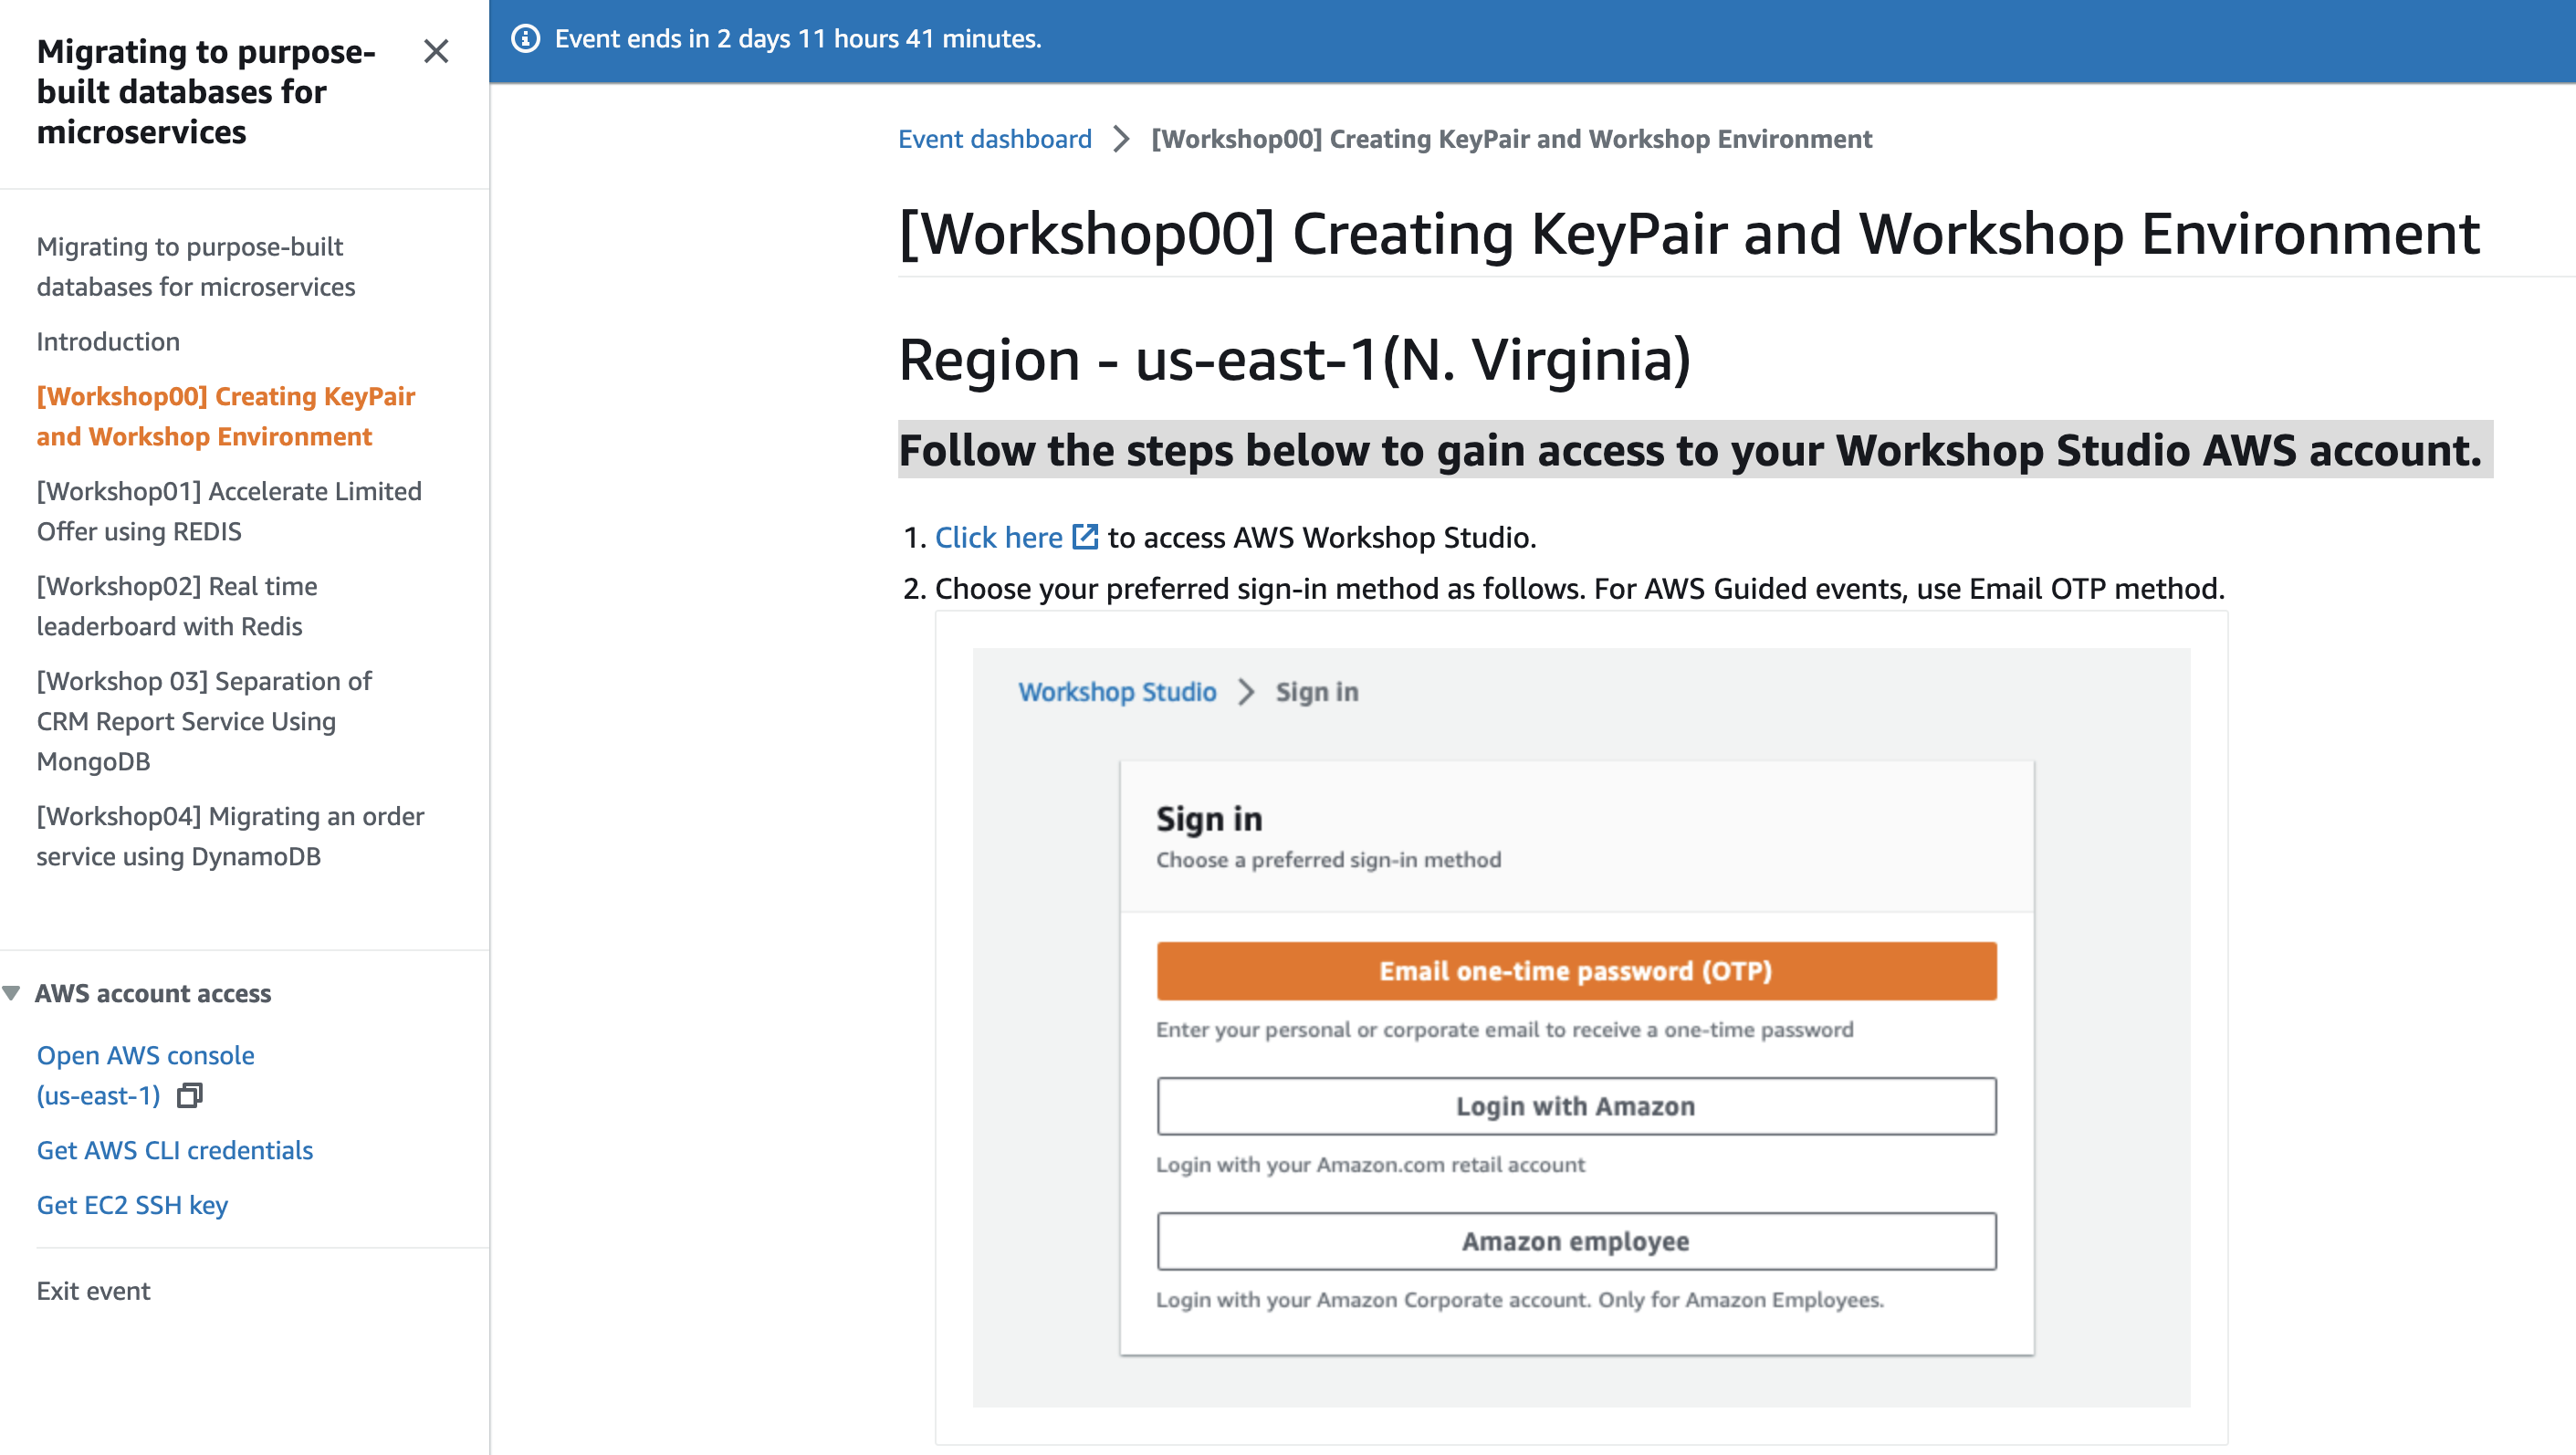 Migrating to purpose-
built databases for
microservices
Migrating to purpose-built
databases for microservices
Introduction
[Workshop00] Creating KeyPair
and Workshop Environment
[Workshop01] Accelerate Limited
Offer using REDIS
[Workshop02] Real time
leaderboard with Redis
[Workshop 03] Separation of
CRM Report Service Using
MongoDB
[Workshop04] Migrating an order
service using DynamoDB
AWS account access
Open AWS console
(us-east-1)
Get AWS CLI credentials
Get EC2 SSH key
Exit event
Event ends in 2 days 11 hours 41 minutes.
Event dashboard > [Workshop00] Creating KeyPair and Workshop Environment
[Workshop00] Creating KeyPair and Workshop Environment
Region - us-east-1(N. Virginia)
Follow the steps below to gain access to your Workshop Studio AWS account.
1. Click here to access AWS Workshop Studio.
2. Choose your preferred sign-in method as follows. For AWS Guided events, use Email OTP method.
Workshop Studio > Sign in
Sign in
Choose a preferred sign-in method
Email one-time password (OTP)
Enter your personal or corporate email to receive a one-time password
Login with Amazon
Login with your Amazon.com retail account
Amazon employee
Login with your Amazon Corporate account. Only for Amazon Employees.